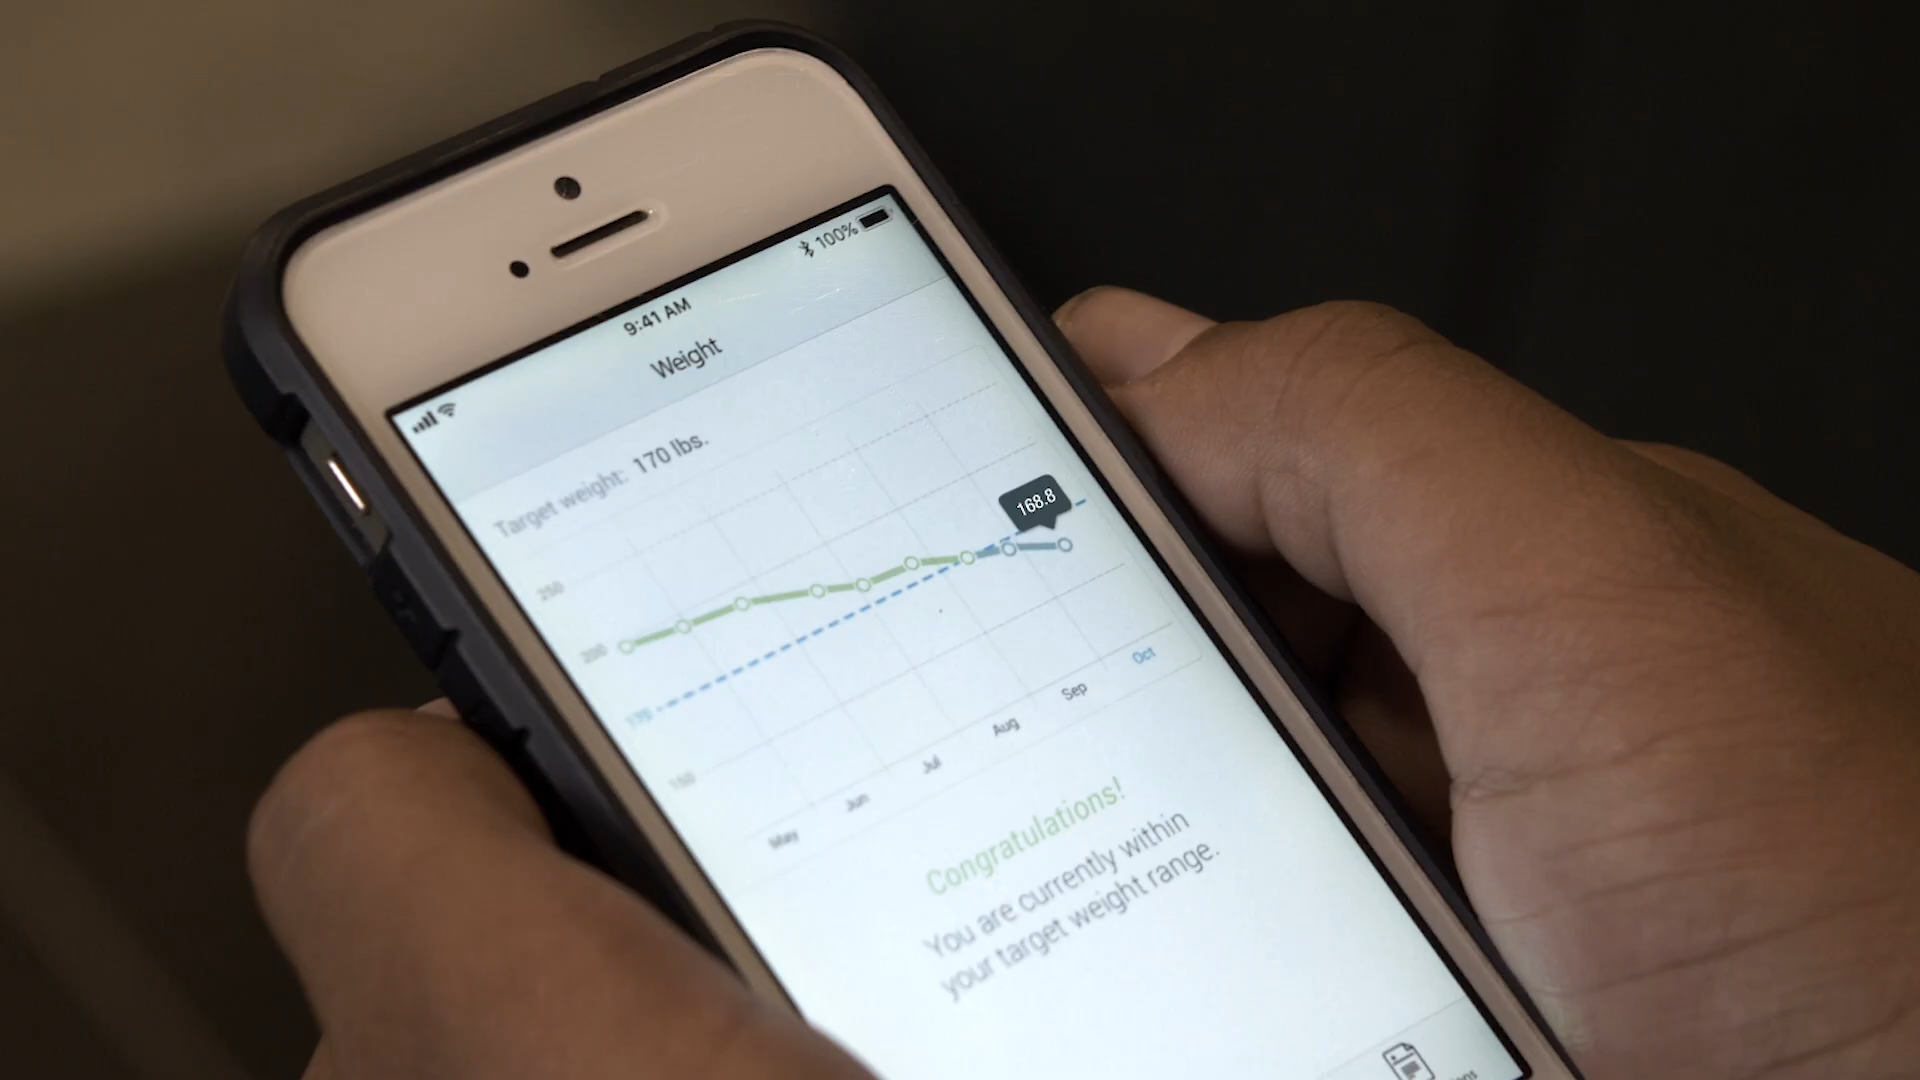 100%
9:41 AM
Weight
Target weight: 170 lbs.
168.8
250
200
170
150
May
Jun
Jul
Aug
Sep
Oct
Congratulations!
You are currently within
your target weight range.